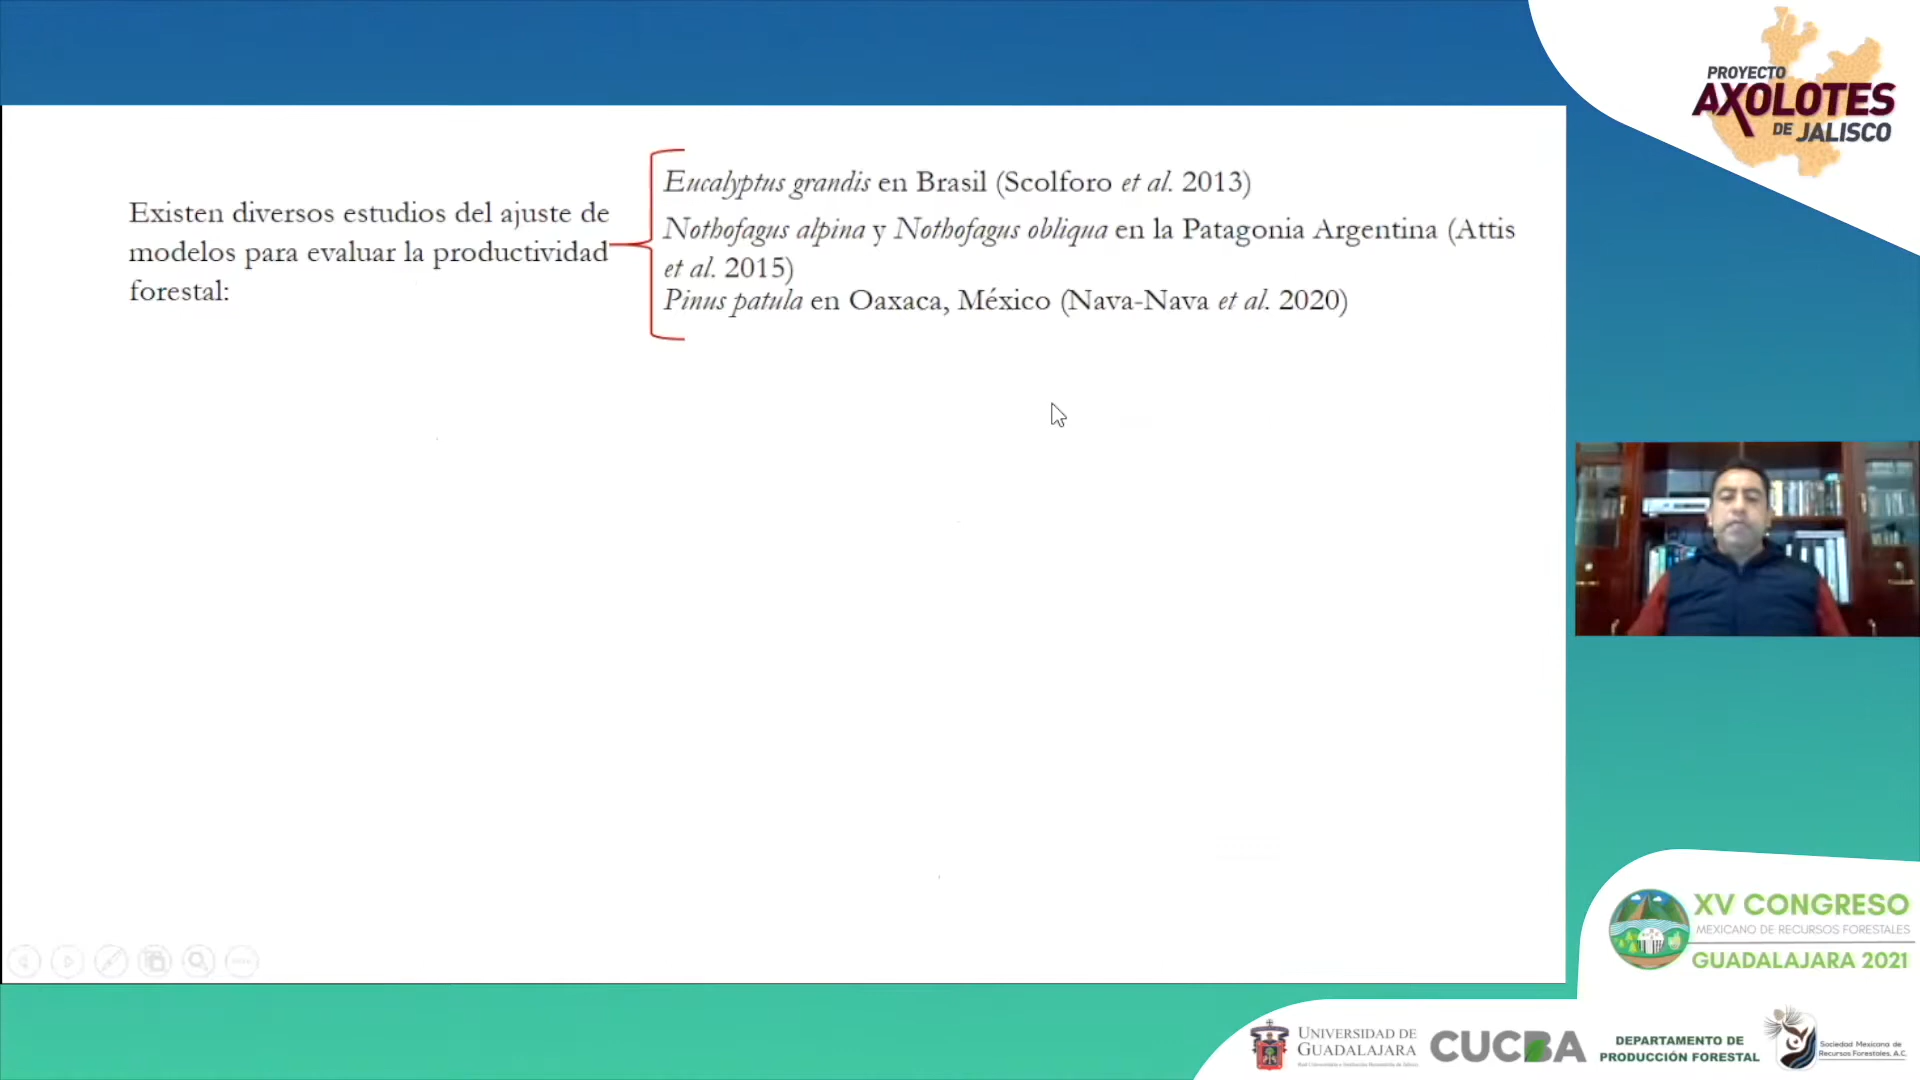 PROYECTO
AXOLOTES
DE JALISCO
Existen diversos estudios del ajuste de
modelos para evaluar la productividad
forestal:
Eucalyptus grandis en Brasil (Scolforo et al. 2013)
Nothofagus alpina y Nothofagus obliqua en la Patagonia Argentina (Attis
et al. 2015)
Pinus patula en Oaxaca, México (Nava-Nava et al. 2020)
XV CONGRESO
MEXICANO DE RECURSOS FORESTALES
GUADALAJARA 2021
UNIVERSIDAD DE
GUADALAJARA
CUCBA
DEPARTAMENTO DE
PRODUCCIÓN FORESTAL
Sociedad Mexicana de
Recursos Forestales, A.C.